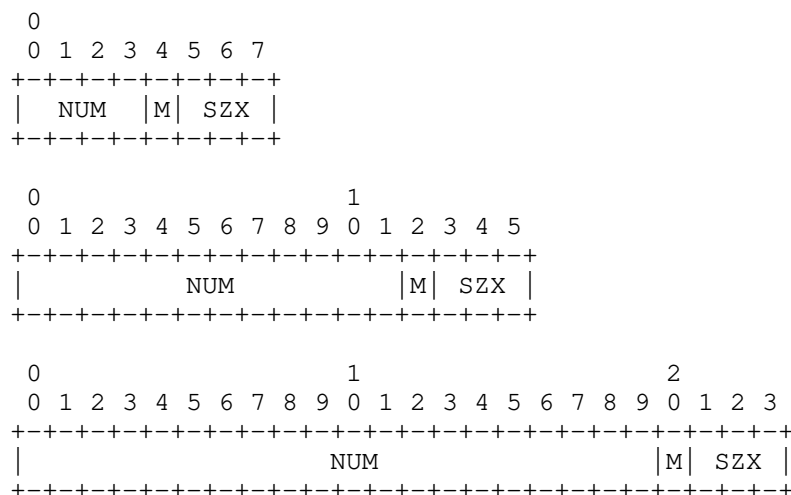 0
 0 1 2 3 4 5 6 7
+-+-+-+-+-+-+-+-+
|  NUM  |M| SZX |
+-+-+-+-+-+-+-+-+
 0                   1
 0 1 2 3 4 5 6 7 8 9 0 1 2 3 4 5
+-+-+-+-+-+-+-+-+-+-+-+-+-+-+-+-+
|          NUM          |M| SZX |
+-+-+-+-+-+-+-+-+-+-+-+-+-+-+-+-+
 0                   1                   2
 0 1 2 3 4 5 6 7 8 9 0 1 2 3 4 5 6 7 8 9 0 1 2 3
+-+-+-+-+-+-+-+-+-+-+-+-+-+-+-+-+-+-+-+-+-+-+-+-+
|                   NUM                 |M| SZX |
+-+-+-+-+-+-+-+-+-+-+-+-+-+-+-+-+-+-+-+-+-+-+-+-+